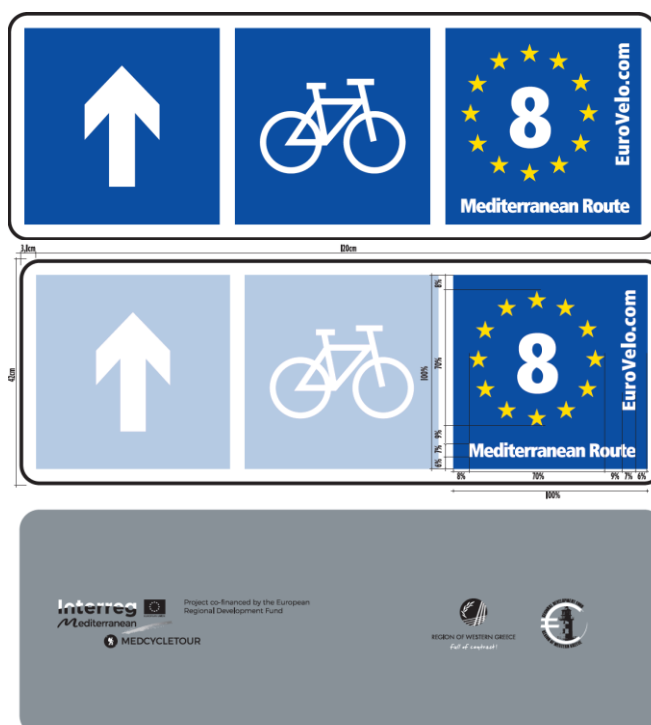 8
EuroVelo.com
Mediterranean Route
3,8cm
120cm
42cm
8%
70%
100%
9%
7%
6%
8
EuroVelo.com
Mediterranean Route
8%
70%
9%
7%
6%
100%
Interreg
Mediterranean
Project co-financed by the European
Regional Development Fund
MEDCYCLETOUR
REGION OF WESTERN GREECE
full of contrast!